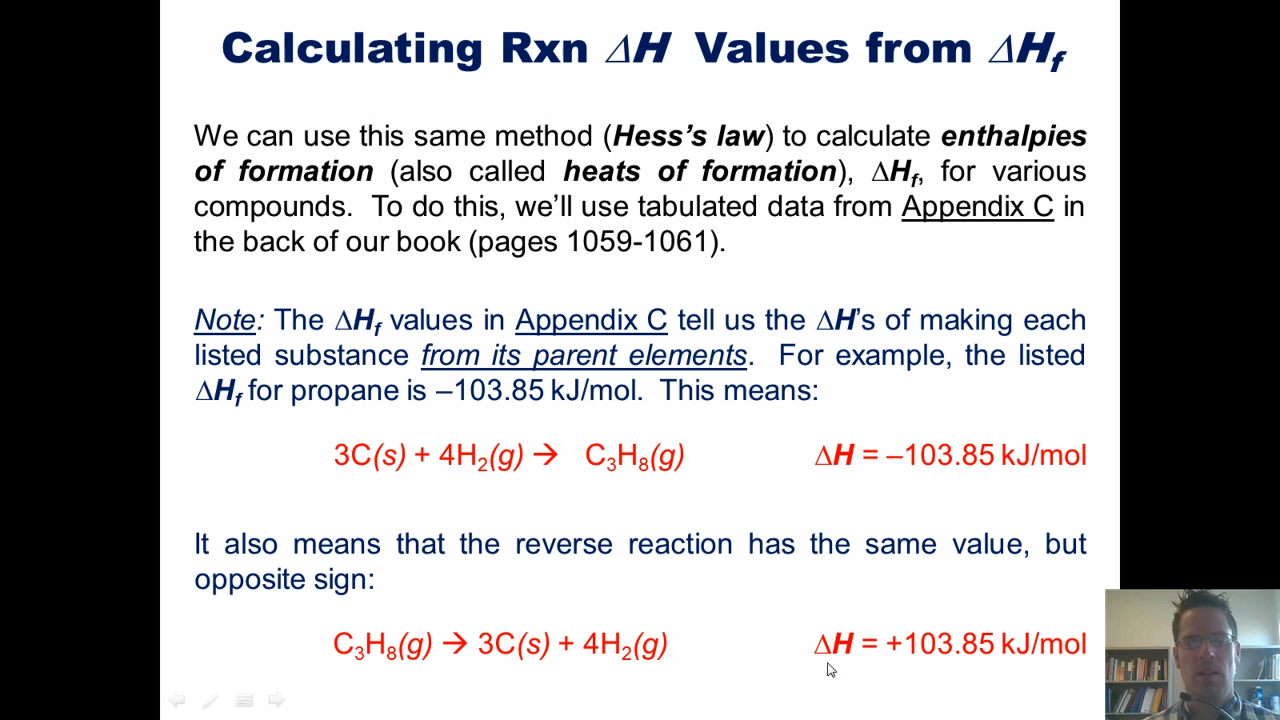 Calculating Rxn ΔH Values from ΔHf
We can use this same method (Hess’s law) to calculate enthalpies
of formation (also called heats of formation), ΔHf, for various
compounds. To do this, we’ll use tabulated data from Appendix C in
the back of our book (pages 1059-1061).
Note: The ΔHf values in Appendix C tell us the ΔH’s of making each
listed substance from its parent elements. For example, the listed
ΔHf for propane is –103.85 kJ/mol. This means:
3C(s) + 4H2(g) → C3H8(g) ΔH = –103.85 kJ/mol
It also means that the reverse reaction has the same value, but
opposite sign:
C3H8(g) → 3C(s) + 4H2(g) ΔH = +103.85 kJ/mol